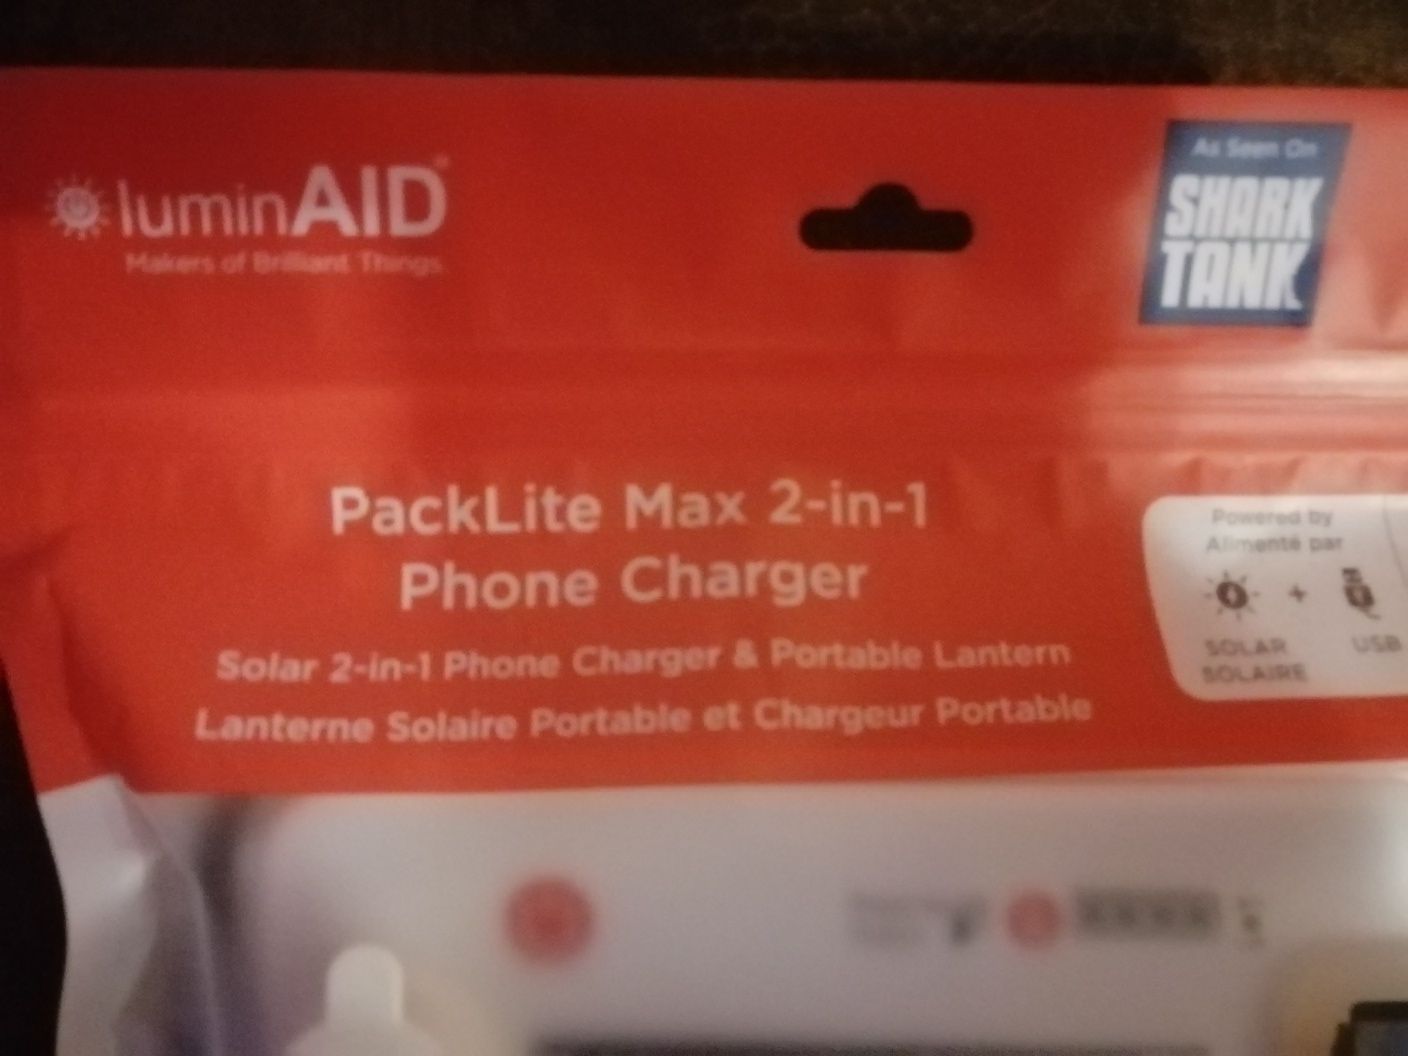 luminAID
Makers of Brilliant Things.
As Seen On
SHARK
TANK
PackLite Max 2-in-1
Phone Charger
Solar 2-in-1 Phone Charger & Portable Lantern
Lanterne Solaire Portable et Chargeur Portable
Powered by
Alimenté par
+
SOLAR USB
SOLAIRE